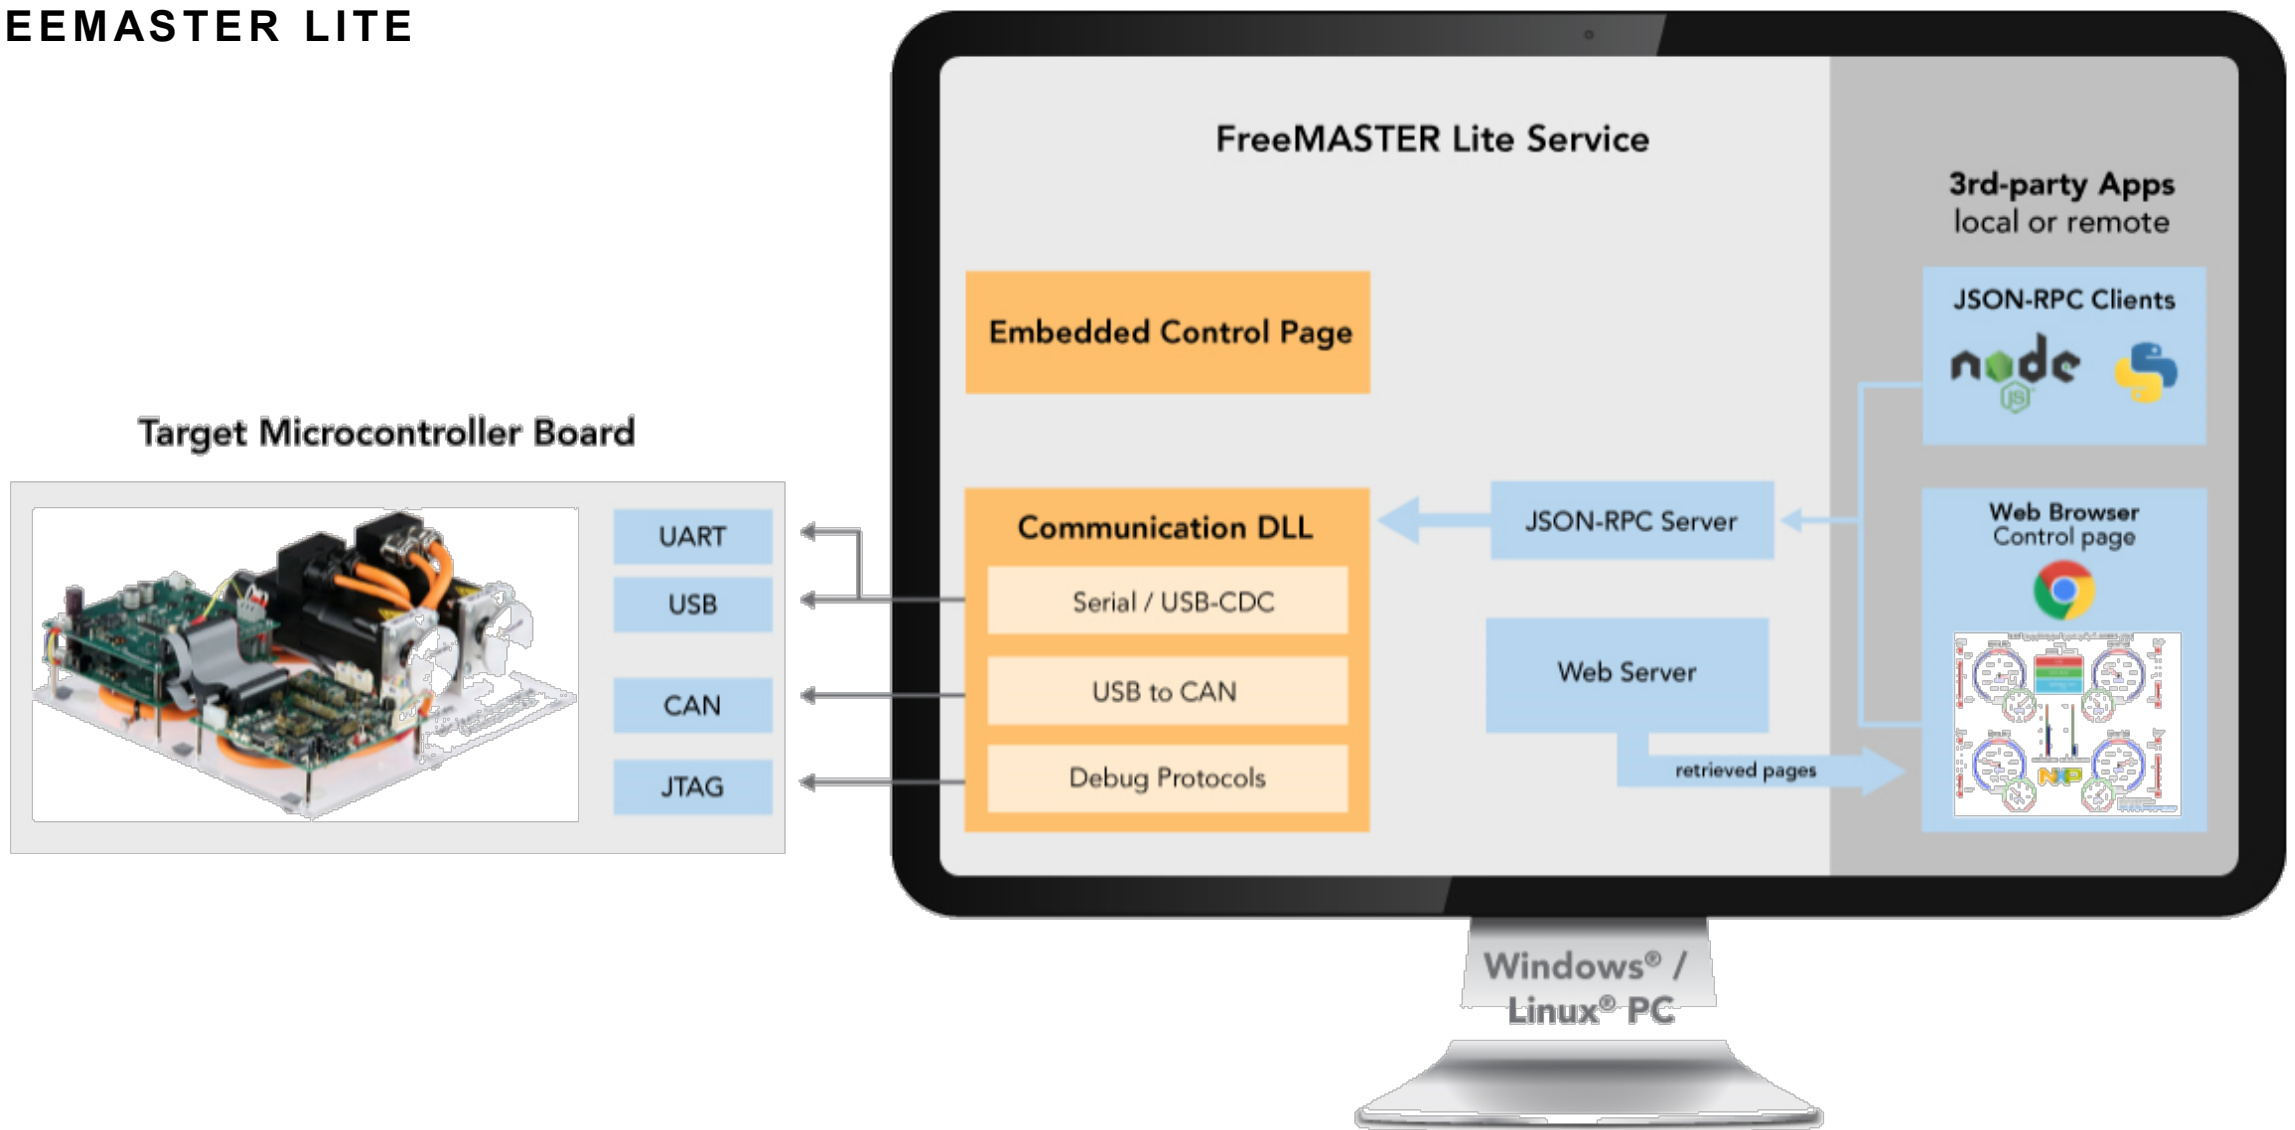 EEMASTER LITE
FreeMASTER Lite Service
3rd-party Apps
local or remote
Embedded Control Page
JSON-RPC Clients
node
JS
Target Microcontroller Board
UART
USB
CAN
JTAG
Communication DLL
Serial / USB-CDC
USB to CAN
Debug Protocols
JSON-RPC Server
Web Server
retrieved pages
Web Browser
Control page
NXP
Windows® /
Linux® PC